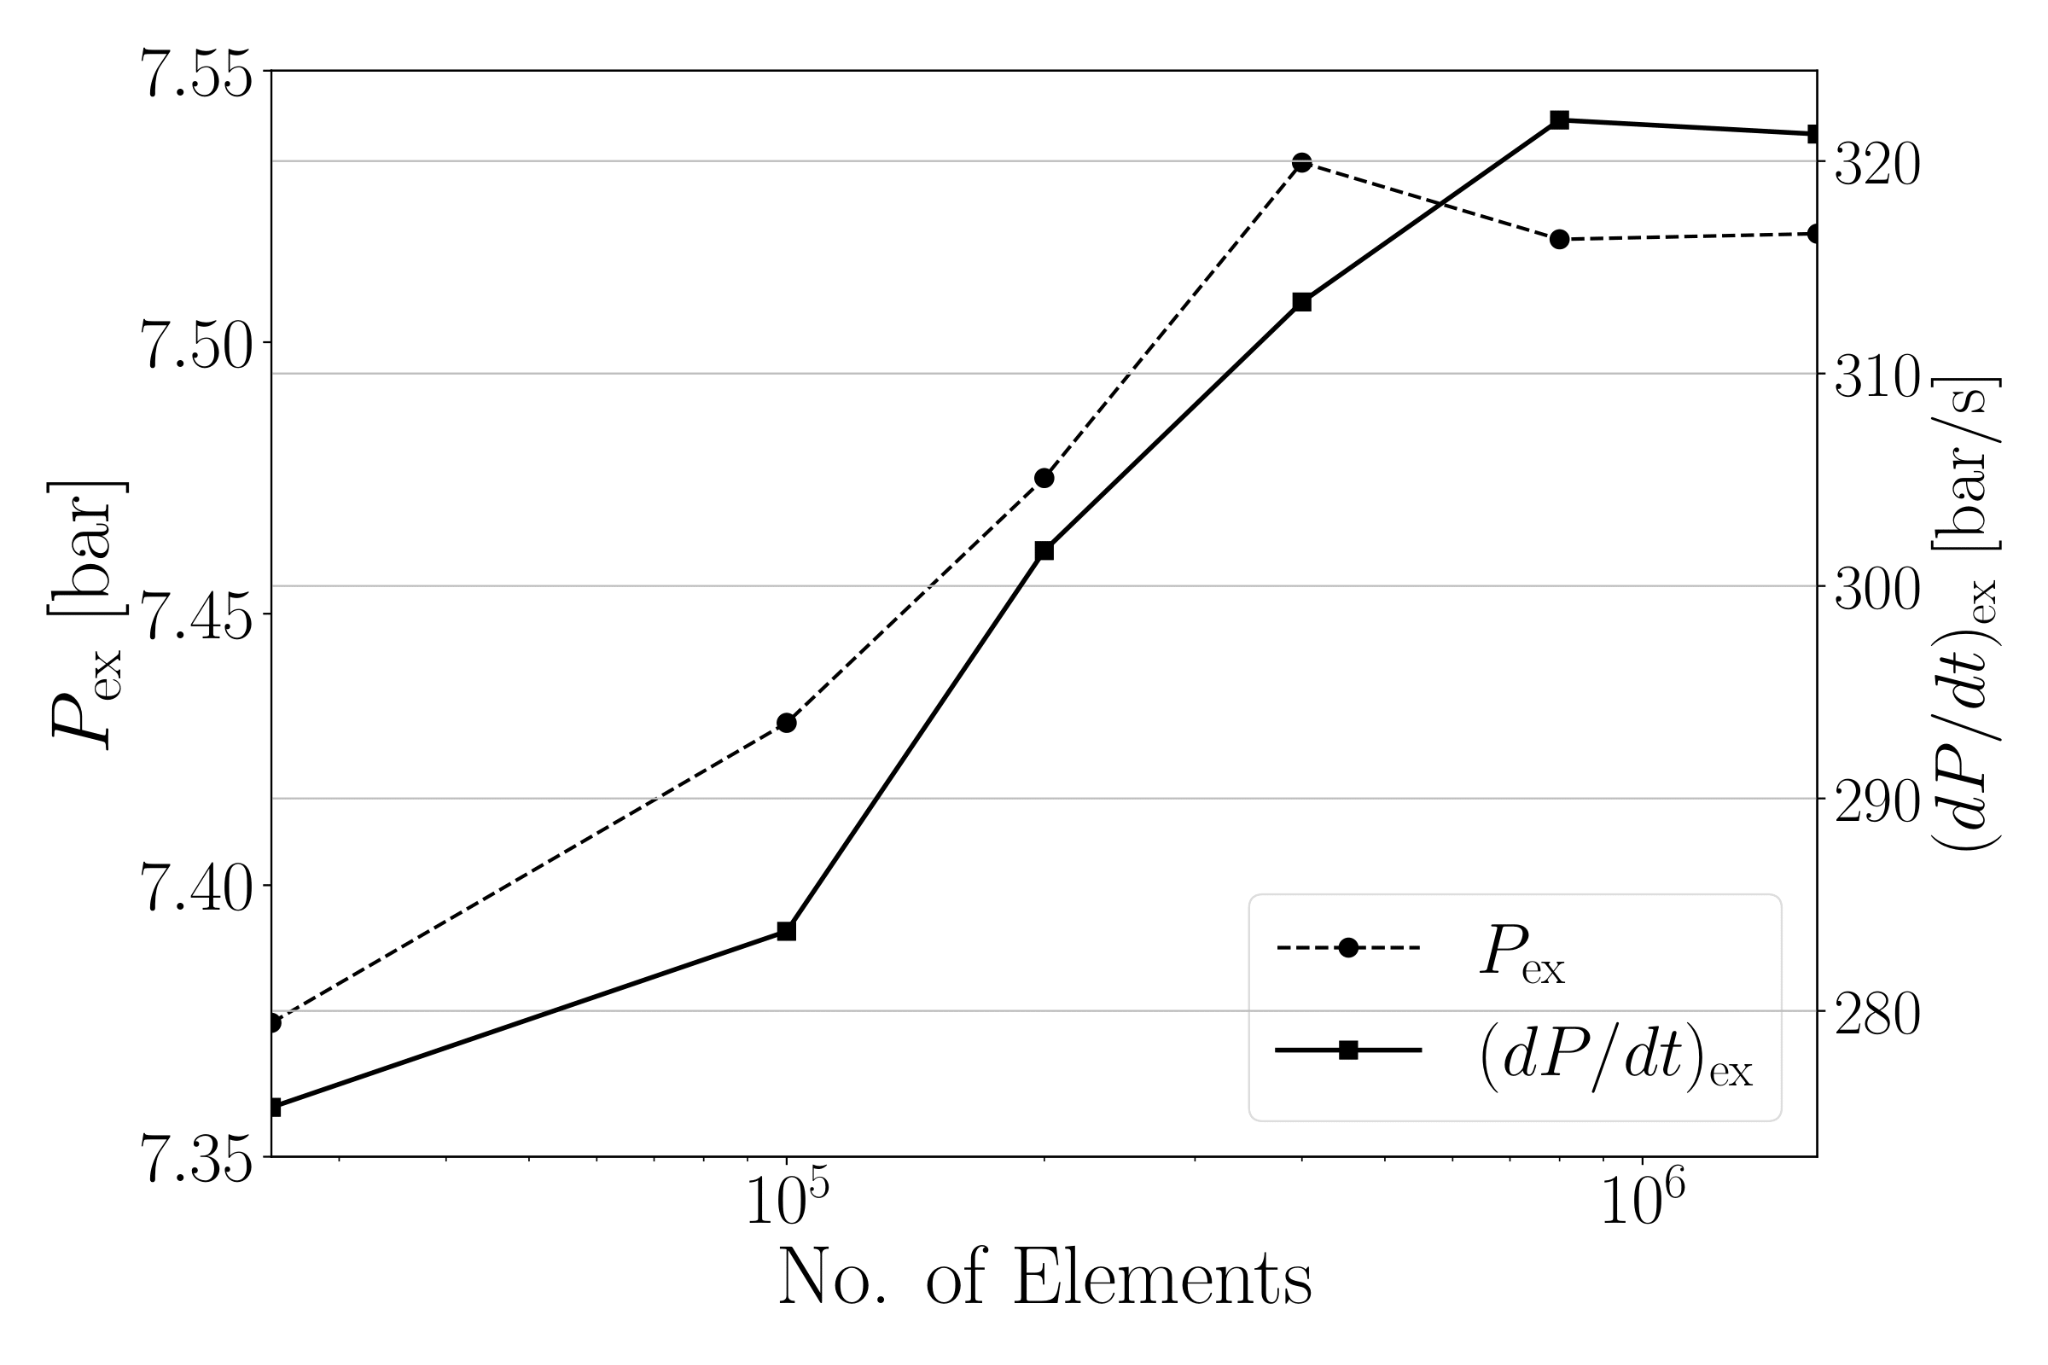 7.55
7.50
7.45
7.40
7.35
P_ex [bar]
320
310
300
290
280
(dP/dt)_ex [bar/s]
P_ex
(dP/dt)_ex
10^5
10^6
No. of Elements